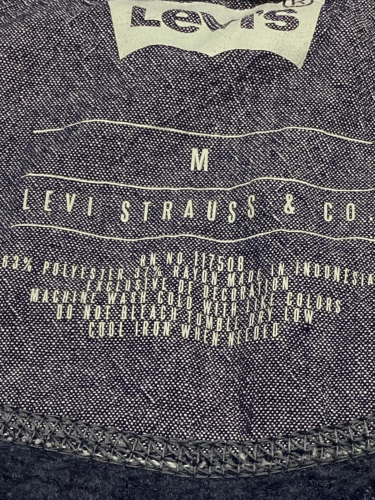 Levi's®
M
LEVI STRAUSS & CO
RN NO. 117508
63% POLYESTER 37% RAYON MADE IN INDONESIA
EXCLUSIVE OF DECORATION
MACHINE WASH COLD WITH LIKE COLORS
DO NOT BLEACH TUMBLE DRY LOW
COOL IRON WHEN NEEDED